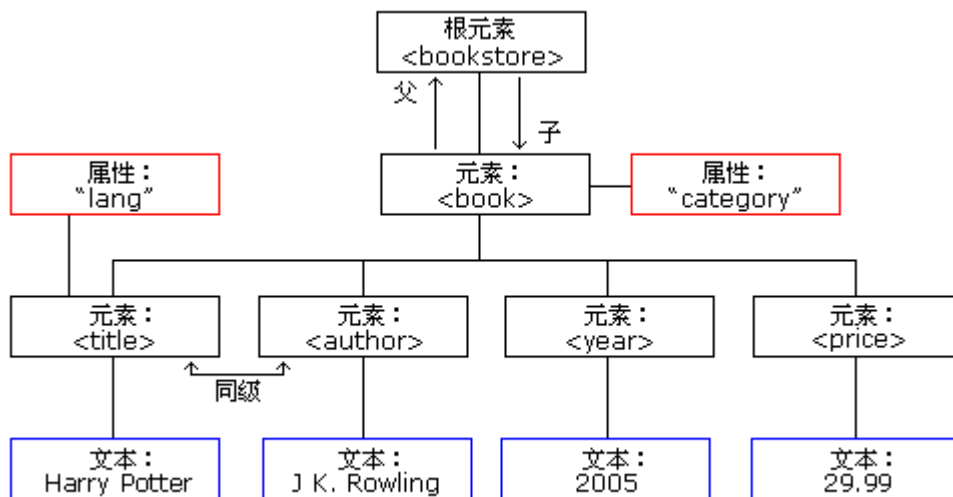 根元素
<bookstore>
父
子
属性：
“lang”
元素：
<book>
属性：
“category”
元素：
<title>
元素：
<author>
元素：
<year>
元素：
<price>
同级
文本：
Harry Potter
文本：
J K. Rowling
文本：
2005
文本：
29.99